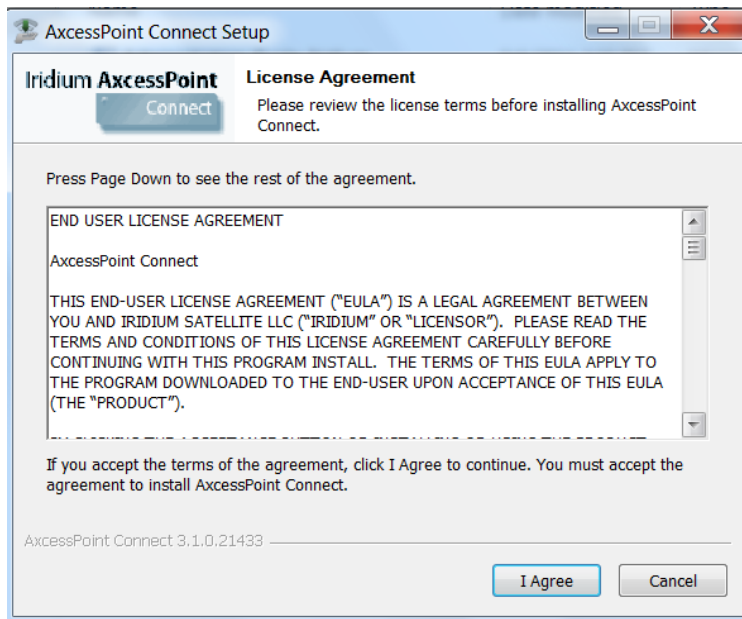 AxcessPoint Connect Setup
Iridium AxcessPoint
Connect
License Agreement
Please review the license terms before installing AxcessPoint
Connect.
Press Page Down to see the rest of the agreement.
END USER LICENSE AGREEMENT
AxcessPoint Connect
THIS END-USER LICENSE AGREEMENT (“EULA”) IS A LEGAL AGREEMENT BETWEEN
YOU AND IRIDIUM SATELLITE LLC (“IRIDIUM” OR “LICENSOR”).  PLEASE READ THE
TERMS AND CONDITIONS OF THIS LICENSE AGREEMENT CAREFULLY BEFORE
CONTINUING WITH THIS PROGRAM INSTALL.  THE TERMS OF THIS EULA APPLY TO
THE PROGRAM DOWNLOADED TO THE END-USER UPON ACCEPTANCE OF THIS EULA
(THE “PRODUCT”).
If you accept the terms of the agreement, click I Agree to continue. You must accept the
agreement to install AxcessPoint Connect.
AxcessPoint Connect 3.1.0.21433
I Agree
Cancel